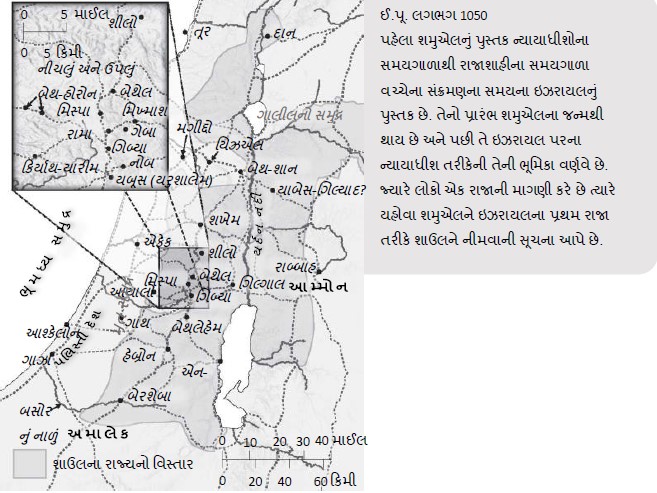 ઈ.પૂ. લગભગ 1050
પહેલા શમુએલનું પુસ્તક ન્યાયાધીશોના
સમયગાળાથી રાજાશાહીના સમયગાળા
વચ્ચેના સંક્રમણના સમયના ઇઝરાયલનું
પુસ્તક છે. તેનો પ્રારંભ શમુએલના જન્મથી
થાય છે અને પછી તે ઇઝરાયલ પરના
ન્યાયાધીશ તરીકેની તેની ભૂમિકા વર્ણવે છે.
જ્યારે લોકો એક રાજાની માગણી કરે છે ત્યારે
યહોવા શમુએલને ઇઝરાયલના પ્રથમ રાજા
તરીકે શાઉલને નીમવાની સૂચના આપે છે.
0 5 માઈલ
0 5 કિમી
શીલો
નીચલું અને ઉપલું
બેથ-હોરોન
બેથેલ
મિસ્પા
મિખ્માશ
રામા
ગેબા
ગિબ્યા
નોબ
કિર્યાથ-યારીમ
યબૂસ (યરૂશાલેમ)
તૂર
દાન
ગાલીલનો સમુદ્ર
મગીદ્દો
યિઝ્એલ
બેથ-શાન
યાબેસ-ગિલ્યાદ?
શખેમ
યર્દન નદી
ભૂમધ્ય સમુદ્ર
એફેક
શીલો
મિસ્પા
બેથેલ
ગિલ્ગાલ
રાબ્બાહ
આમ્મોન
આયાલોન
ગિબ્યા
ગાથ
બેથલેહેમ
આશ્કેલોન
પલિસ્તી દેશ
ગાઝા
હેબ્રોન
એન-
બેરશેબા
બસોર
નું નાળું
અમાલેક
શાઉલના રાજ્યનો વિસ્તાર
0 10 20 30 40 માઈલ
0 20 40 60 કિમી